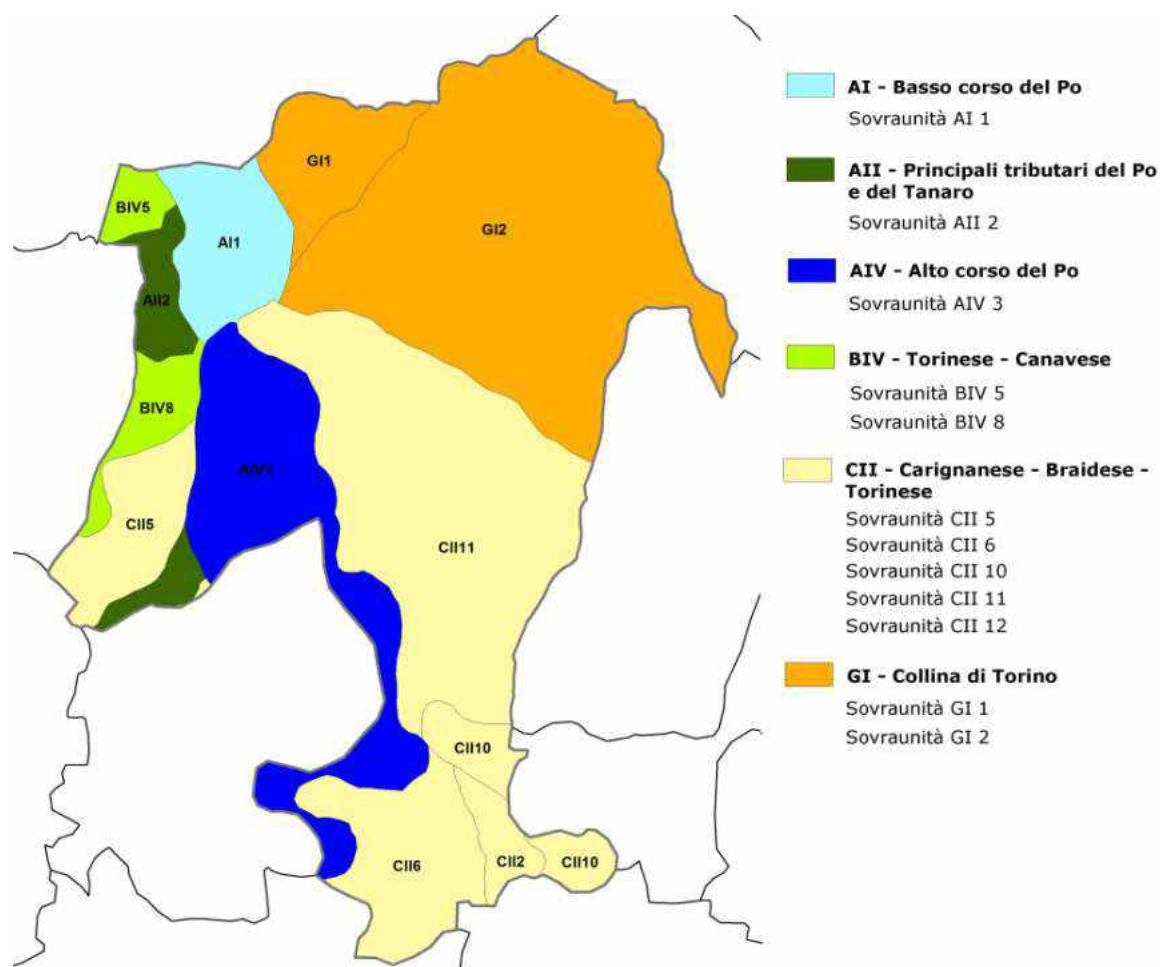 GI1
BIV5
GI2
AI1
AII2
BIV8
AIV3
CII5
CII11
CII10
CII6
CII2
CII10
AI - Basso corso del Po
Sovraunità AI 1
AII - Principali tributari del Po
e del Tanaro
Sovraunità AII 2
AIV - Alto corso del Po
Sovraunità AIV 3
BIV - Torinese - Canavese
Sovraunità BIV 5
Sovraunità BIV 8
CII - Carignanese - Braidese -
Torinese
Sovraunità CII 5
Sovraunità CII 6
Sovraunità CII 10
Sovraunità CII 11
Sovraunità CII 12
GI - Collina di Torino
Sovraunità GI 1
Sovraunità GI 2